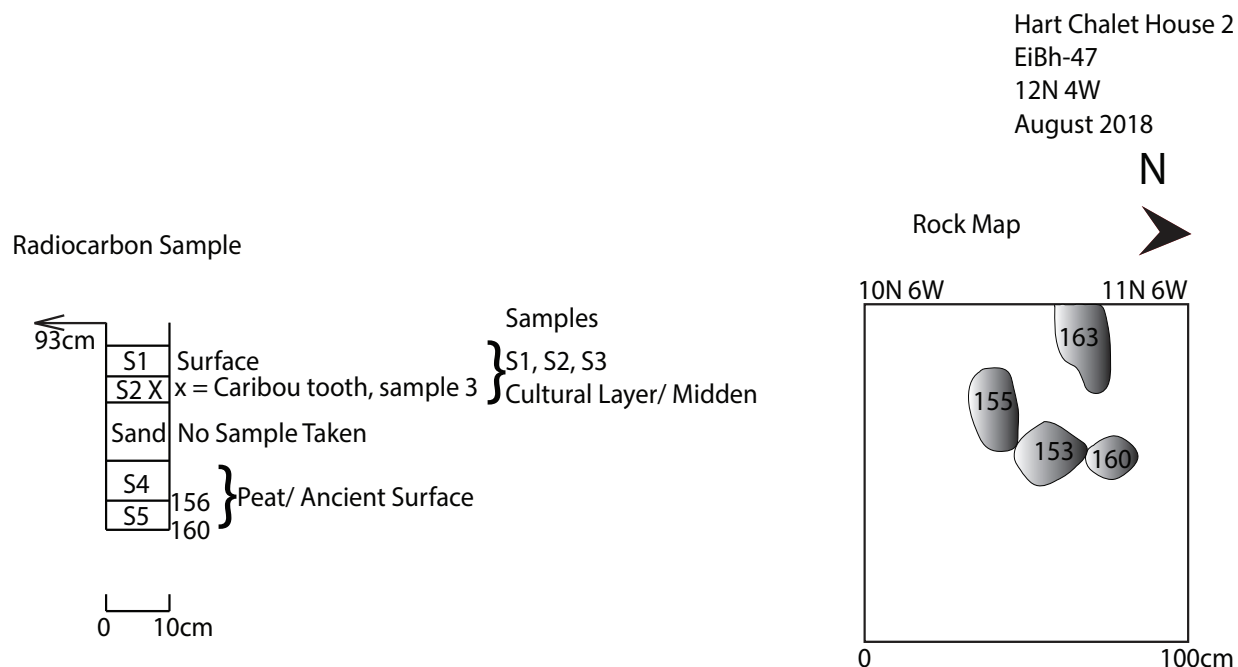 Hart Chalet House 2
EiBh-47
12N 4W
August 2018
N
Rock Map
Radiocarbon Sample
10N 6W 11N 6W
93cm
Samples
S1 Surface
S1, S2, S3
S2 X x = Caribou tooth, sample 3
Cultural Layer/ Midden
Sand No Sample Taken
S4
156
Peat/ Ancient Surface
S5
160
0 10cm
163
155
153
160
0 100cm